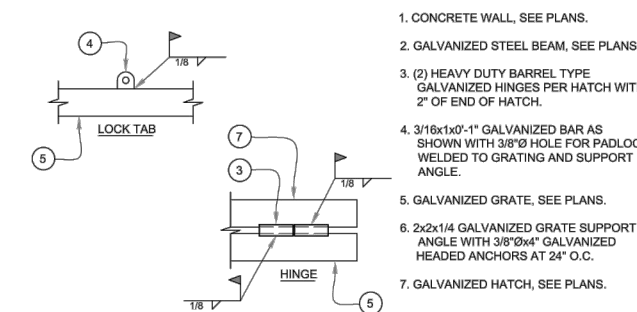 4
1/8
LOCK TAB
5
7
3
1/8
HINGE
1/8
5
1. CONCRETE WALL, SEE PLANS.
2. GALVANIZED STEEL BEAM, SEE PLANS
3. (2) HEAVY DUTY BARREL TYPE
GALVANIZED HINGES PER HATCH WIT
2" OF END OF HATCH.
4. 3/16x1x0'-1" GALVANIZED BAR AS
SHOWN WITH 3/8"Ø HOLE FOR PADLOC
WELDED TO GRATING AND SUPPORT
ANGLE.
5. GALVANIZED GRATE, SEE PLANS.
6. 2x2x1/4 GALVANIZED GRATE SUPPORT
ANGLE WITH 3/8"Øx4" GALVANIZED
HEADED ANCHORS AT 24" O.C.
7. GALVANIZED HATCH, SEE PLANS.